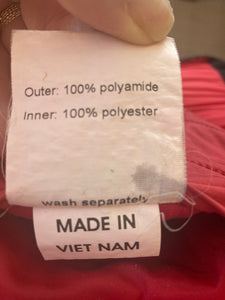 Outer: 100% polyamide
Inner: 100% polyester
wash separately
MADE IN
VIET NAM